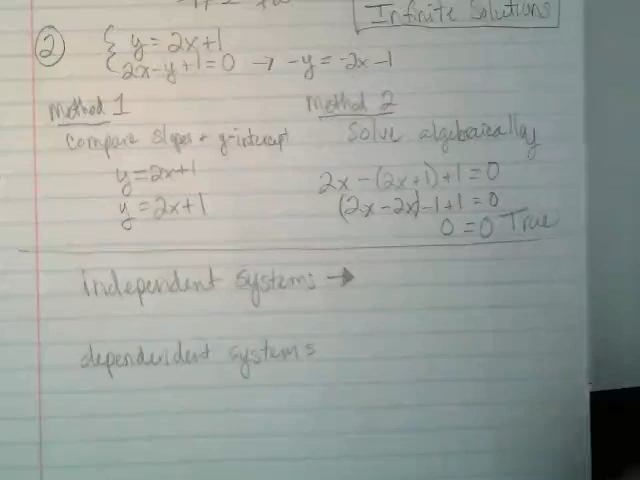 Infinite Solutions
② { y = 2x+1
{ 2x-y+1=0 → -y=-2x-1
Method 1
Compare slopes + y-intercept
y=2x+1
y=2x+1
Method 2
Solve algebraically
2x-(2x+1)+1=0
(2x-2x)-1+1=0
0=0 True
independent systems →
dependent systems